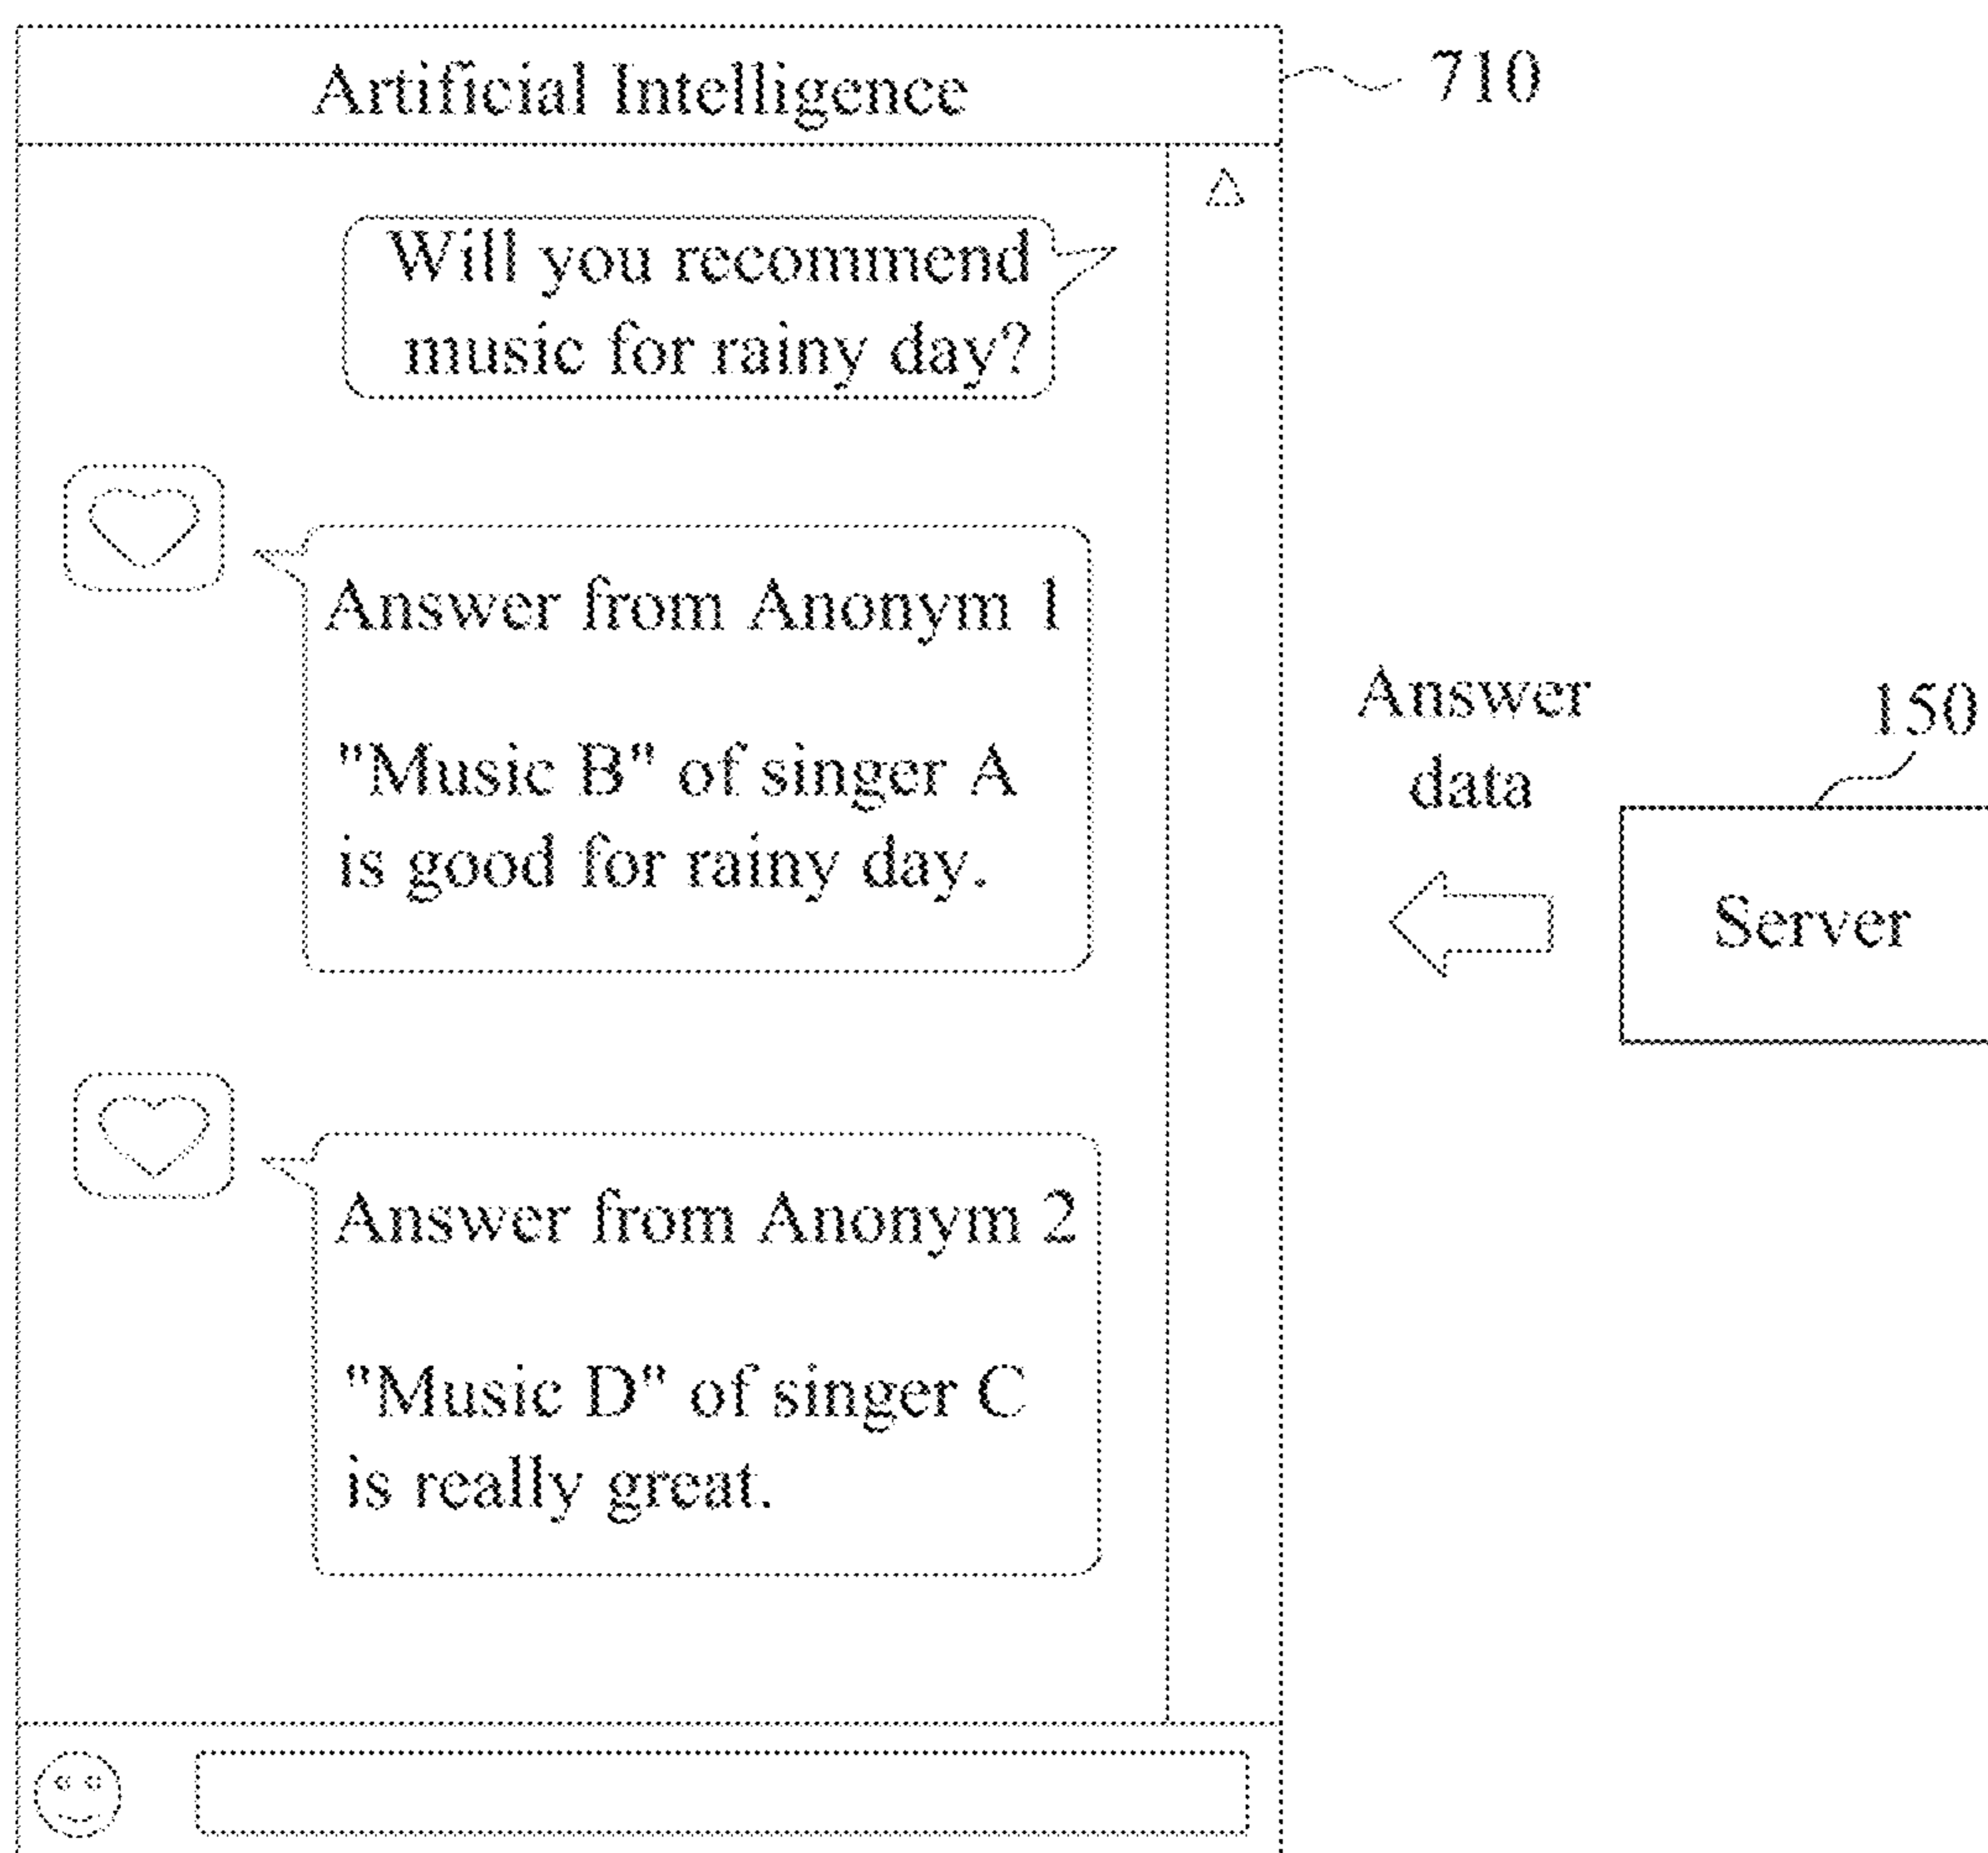 Artificial Intelligence
710
Will you recommend
music for rainy day?
Answer from Anonym 1
"Music B" of singer A
is good for rainy day.
Answer
data
150
Server
Answer from Anonym 2
"Music D" of singer C
is really great.